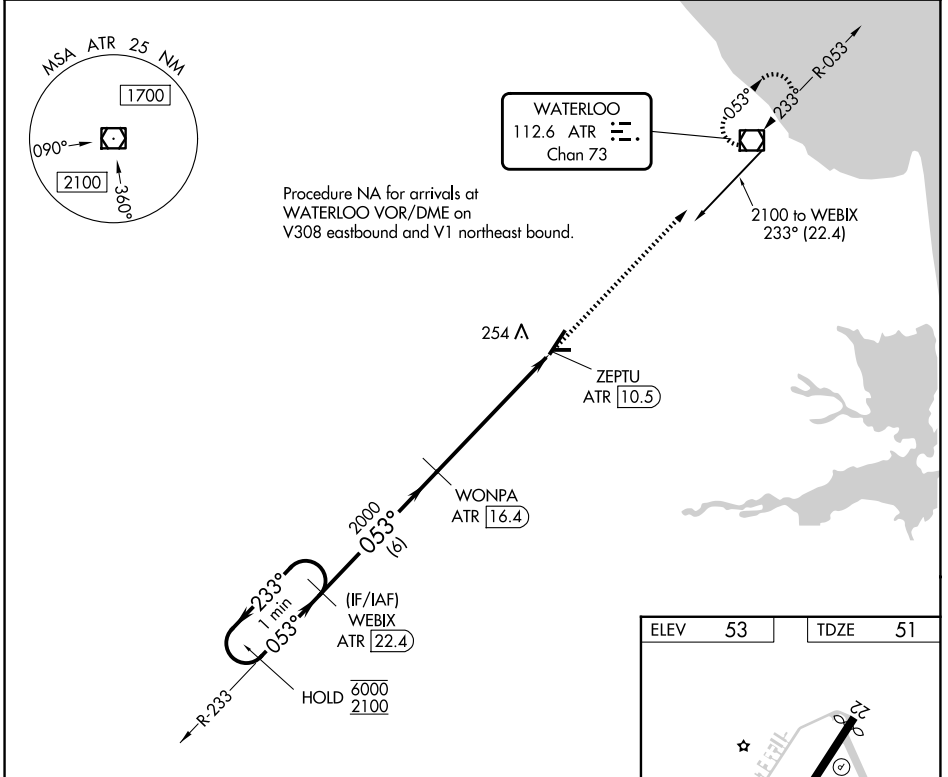 MSA ATR 25 NM
1700
090°
2100
360°
WATERLOO
112.6 ATR
Chan 73
053°
233°
R-053
2100 to WEBIX
233° (22.4)
Procedure NA for arrivals at
WATERLOO VOR/DME on
V308 eastbound and V1 northeast bound.
254
ZEPTU
ATR 10.5
WONPA
ATR 16.4
2000
053°
(6)
233°
1 min
053°
(IF/IAF)
WEBIX
ATR 22.4
HOLD 6000
2100
R-233
ELEV 53
TDZE 51
22
P